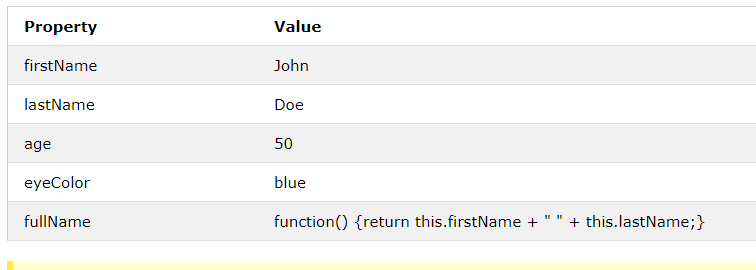 Property Value
firstName John
lastName Doe
age 50
eyeColor blue
fullName function() {return this.firstName + " " + this.lastName;}